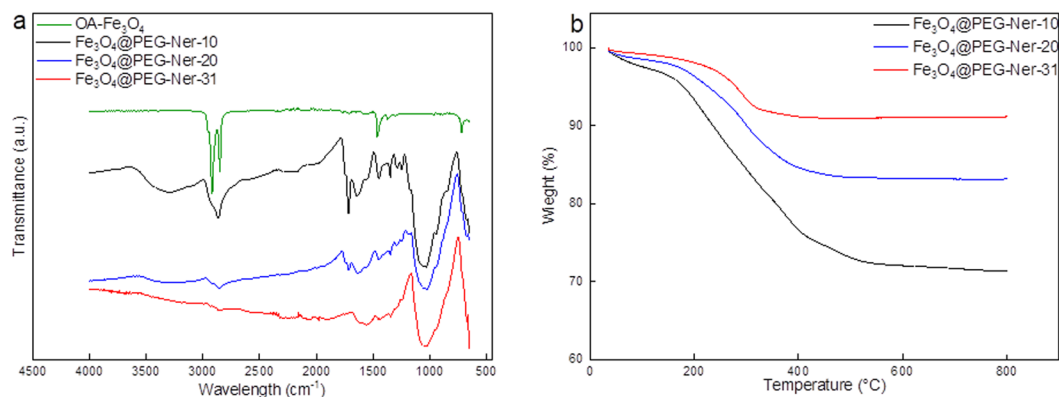 a
OA-Fe₃O₄
Fe₃O₄@PEG-Ner-10
Fe₃O₄@PEG-Ner-20
Fe₃O₄@PEG-Ner-31
Transmittance (a.u.)
4500 4000 3500 3000 2500 2000 1500 1000 500
Wavelength (cm⁻¹)
b
Fe₃O₄@PEG-Ner-10
Fe₃O₄@PEG-Ner-20
Fe₃O₄@PEG-Ner-31
Wieght (%)
100
90
80
70
60
0 200 400 600 800 1000
Temperature (°C)